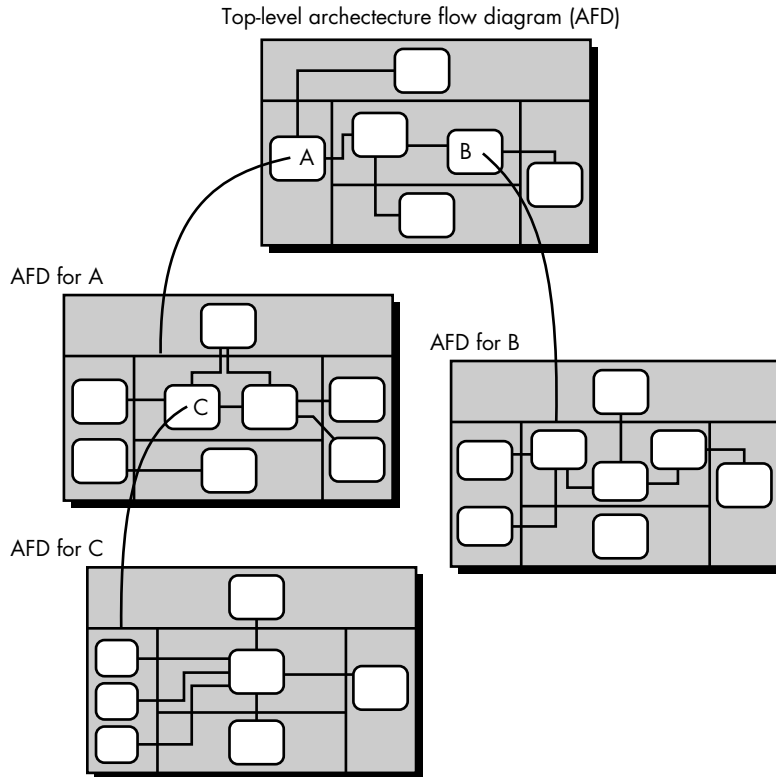 Top-level archectecture flow diagram (AFD)
A
B
AFD for A
AFD for B
C
AFD for C